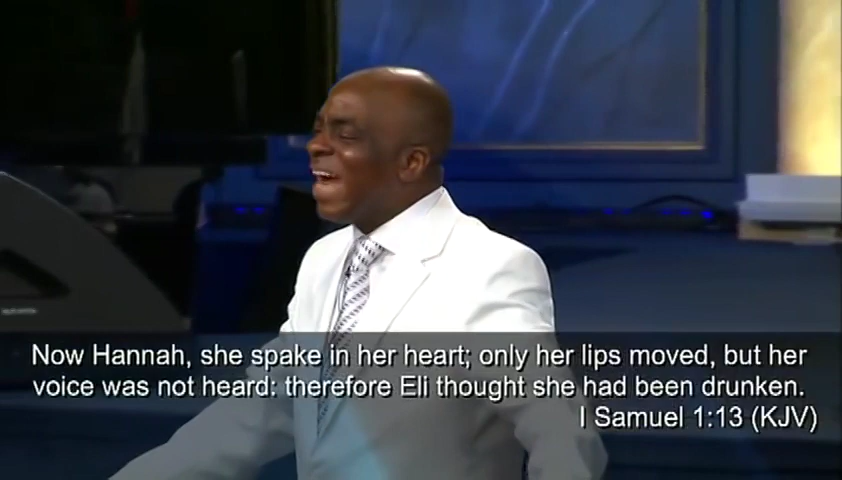 Now Hannah, she spake in her heart; only her lips moved, but her
voice was not heard: therefore Eli thought she had been drunken.
I Samuel 1:13 (KJV)